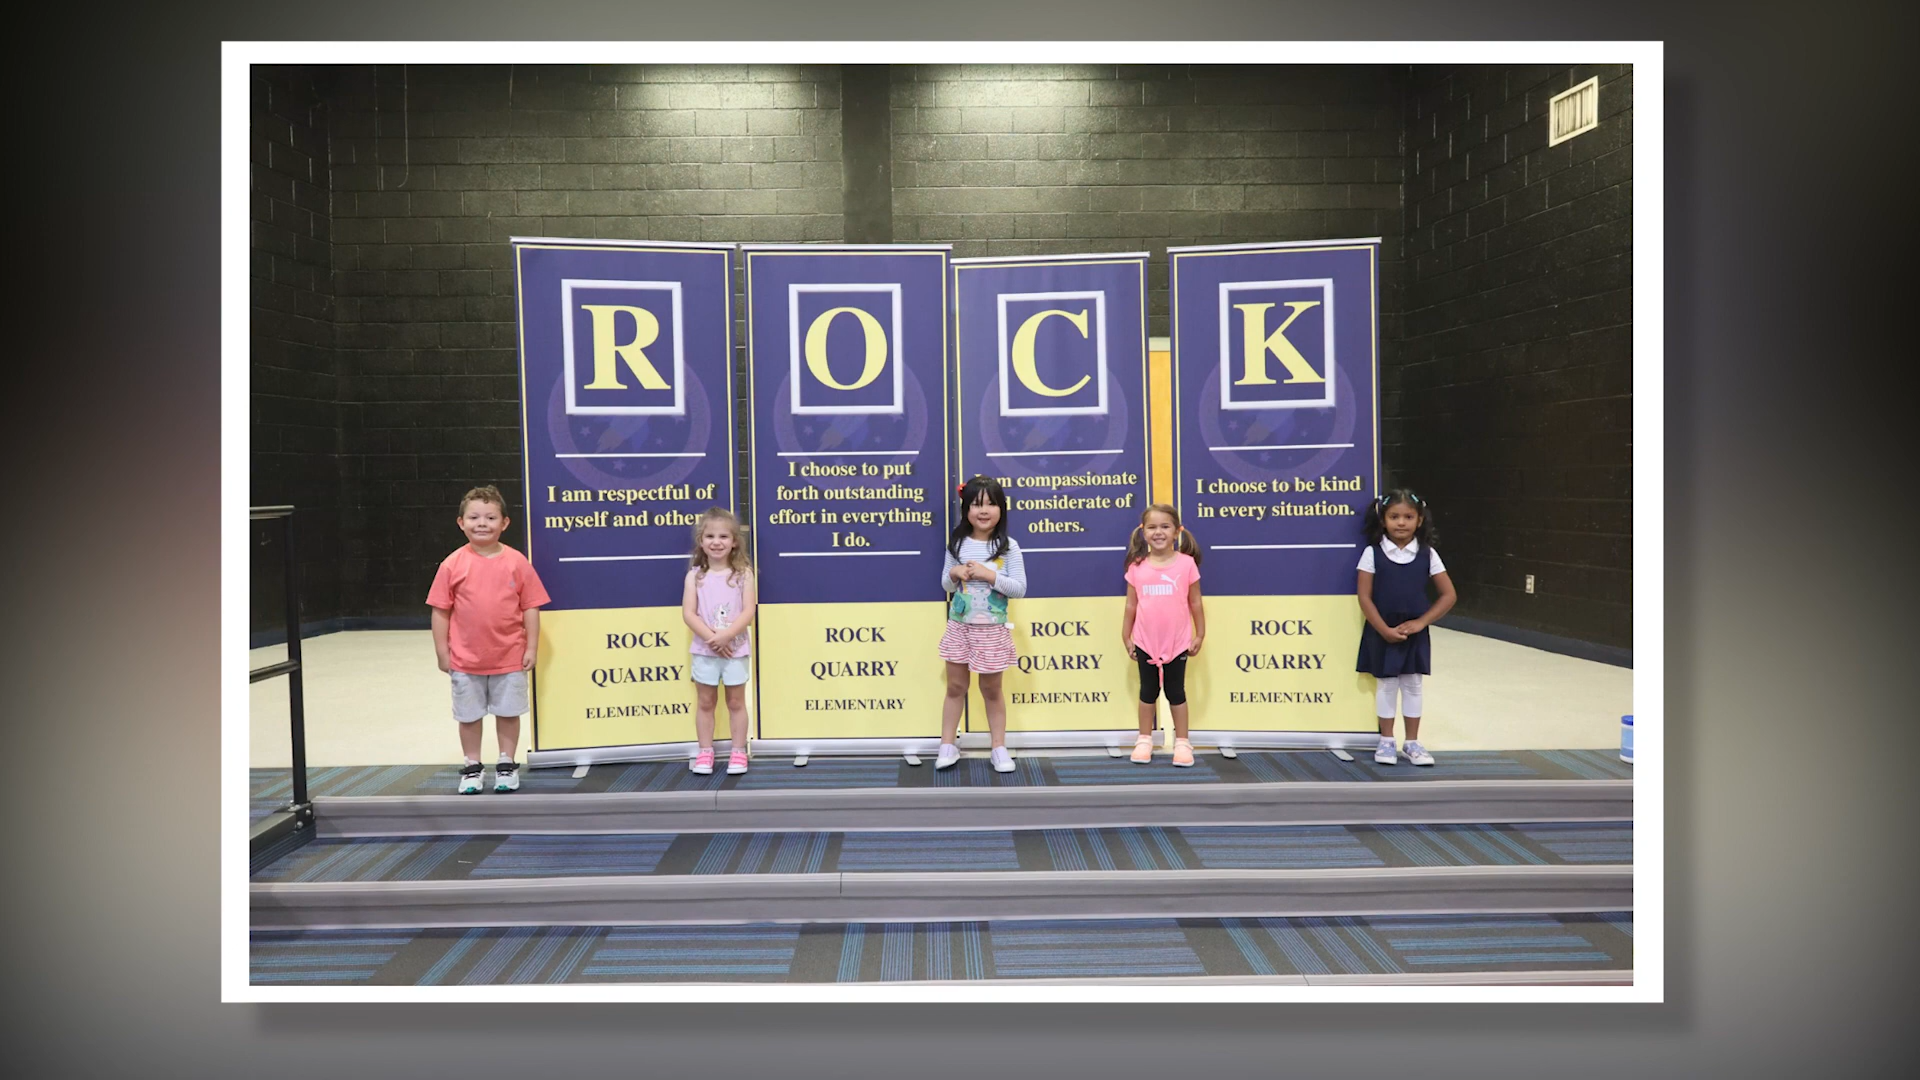 R
I am respectful of
myself and other
ROCK
QUARRY
ELEMENTARY
O
I choose to put
forth outstanding
effort in everything
I do.
ROCK
QUARRY
ELEMENTARY
C
compassionate
considerate of
others.
ROCK
QUARRY
ELEMENTARY
K
I choose to be kind
in every situation.
ROCK
QUARRY
ELEMENTARY
PUMA